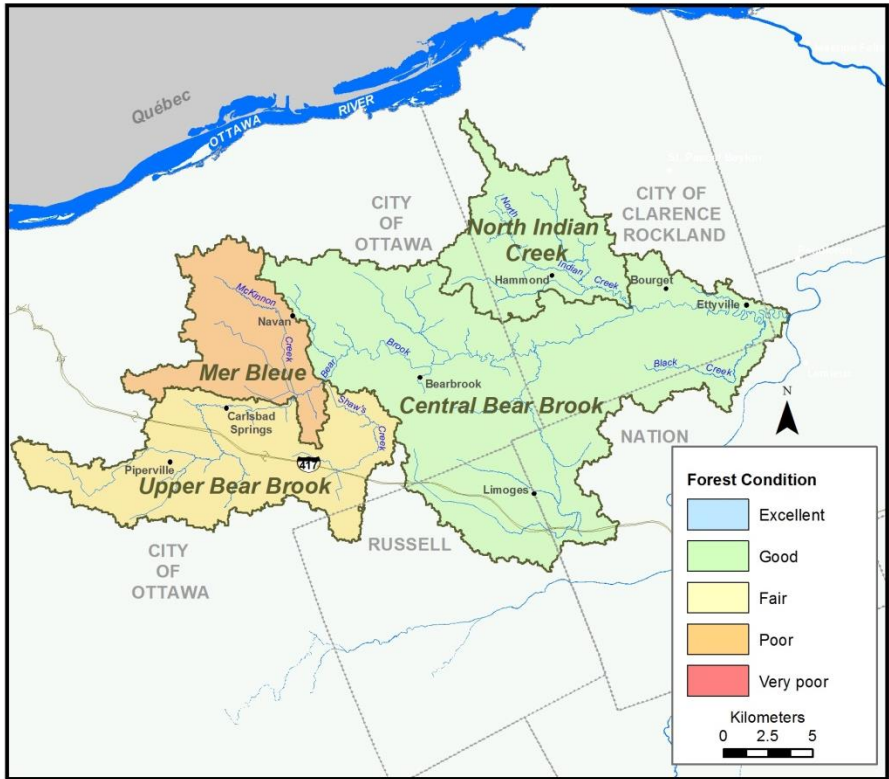 Québec
OTTAWA RIVER
CITY
OF
OTTAWA
CITY OF
CLARENCE
ROCKLAND
North Indian
Creek
North
Indian
Creek
Hammond
Bourget
Ettyville
McKinnon
Creek
Navan
Mer Bleue
Bear
Brook
Bearbrook
Black
Creek
Central Bear Brook
Shaw's
Creek
Carlsbad
Springs
Piperville
417
Upper Bear Brook
Limoges
NATION
RUSSELL
CITY
OF
OTTAWA
N
Forest Condition
Excellent
Good
Fair
Poor
Very poor
Kilometers
0 2.5 5